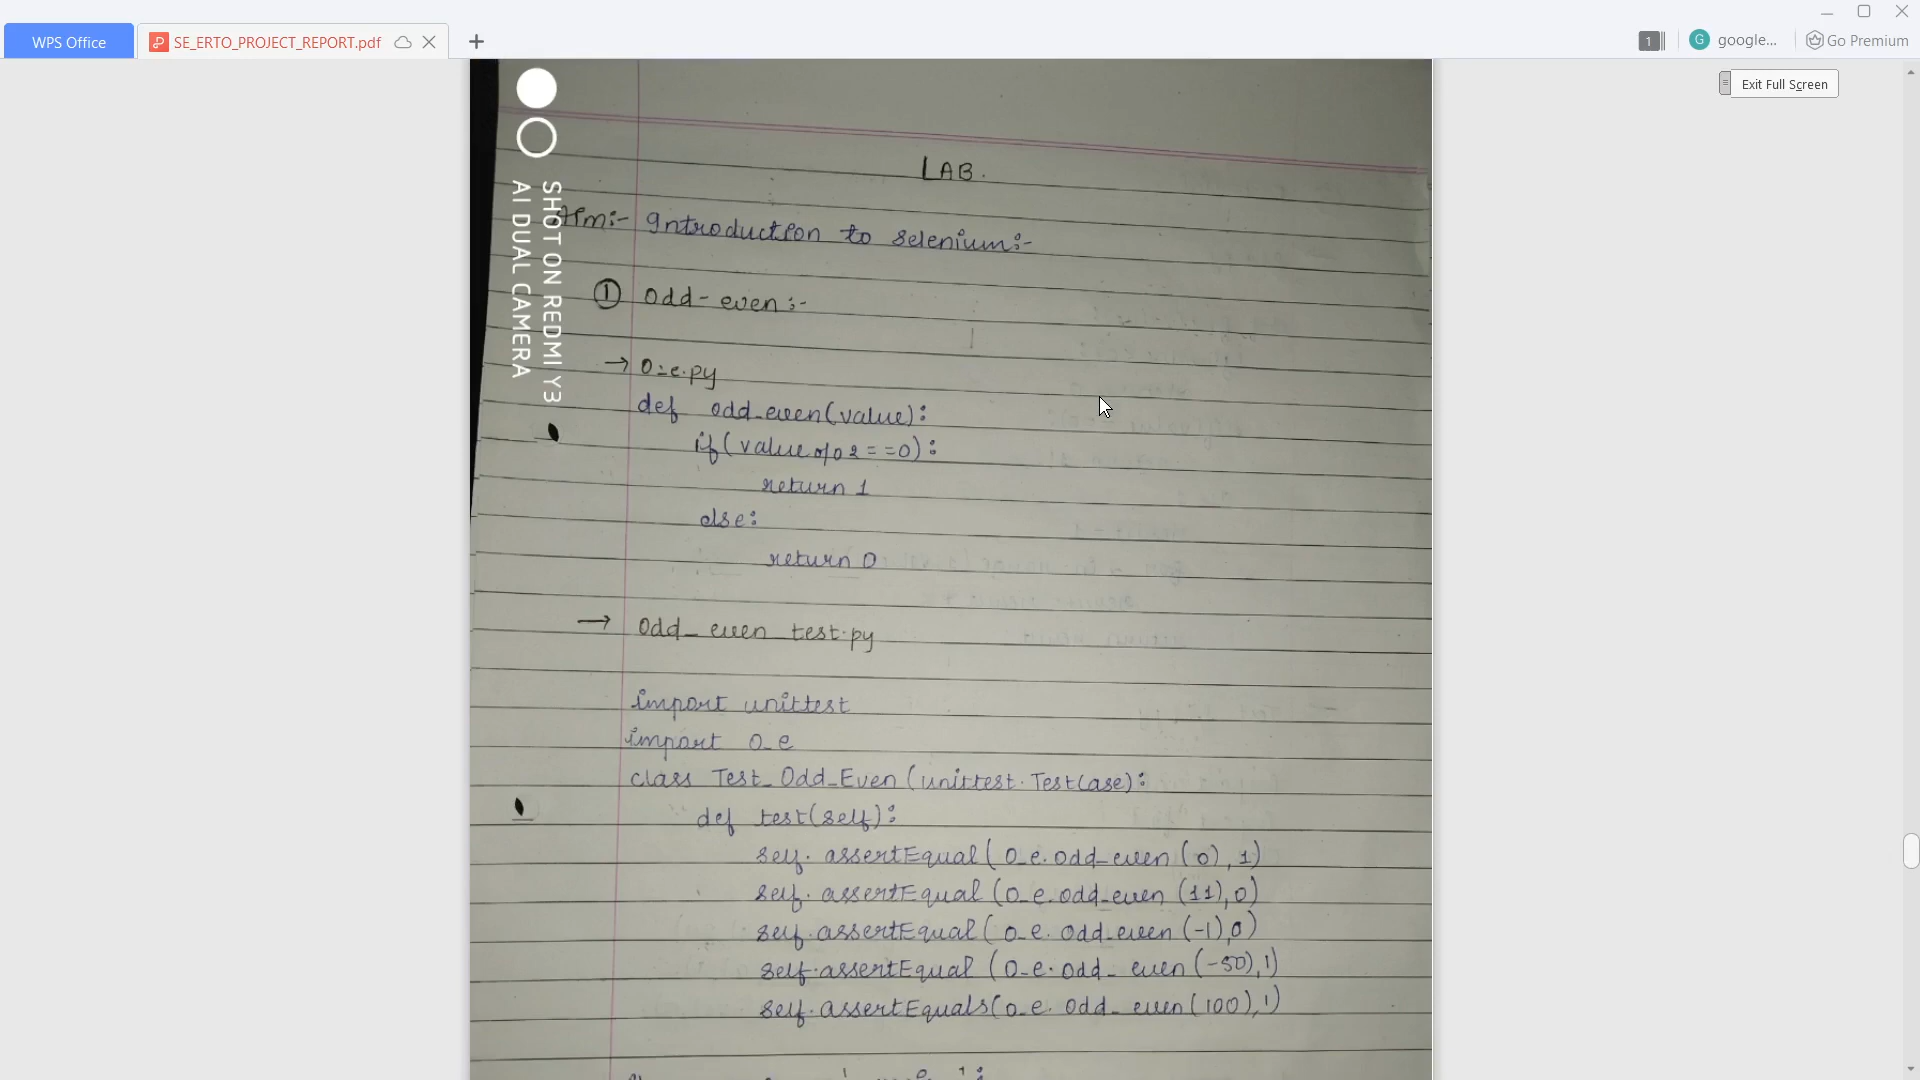 WPS Office
SE_ERTO_PROJECT_REPORT.pdf
1
G google...
Go Premium
Exit Full Screen
SHOT ON REDMI Y3
AI DUAL CAMERA
LAB.
Aim:- Introduction to selenium:-
① Odd-even:-
→ O_e.py
def odd_even(value):
if(value%2==0):
return 1
else:
return 0
→ Odd_even test.py
import unittest
import O_e
class Test_Odd_Even(unittest.TestCase):
def test(self):
self.assertEqual(O_e.odd_even(0),1)
self.assertEqual(O_e.odd_even(11),0)
self.assertEqual(O_e.odd_even(-1),0)
self.assertEqual(O_e.odd_even(-50),1)
self.assertEquals(O_e.odd_even(100),1)